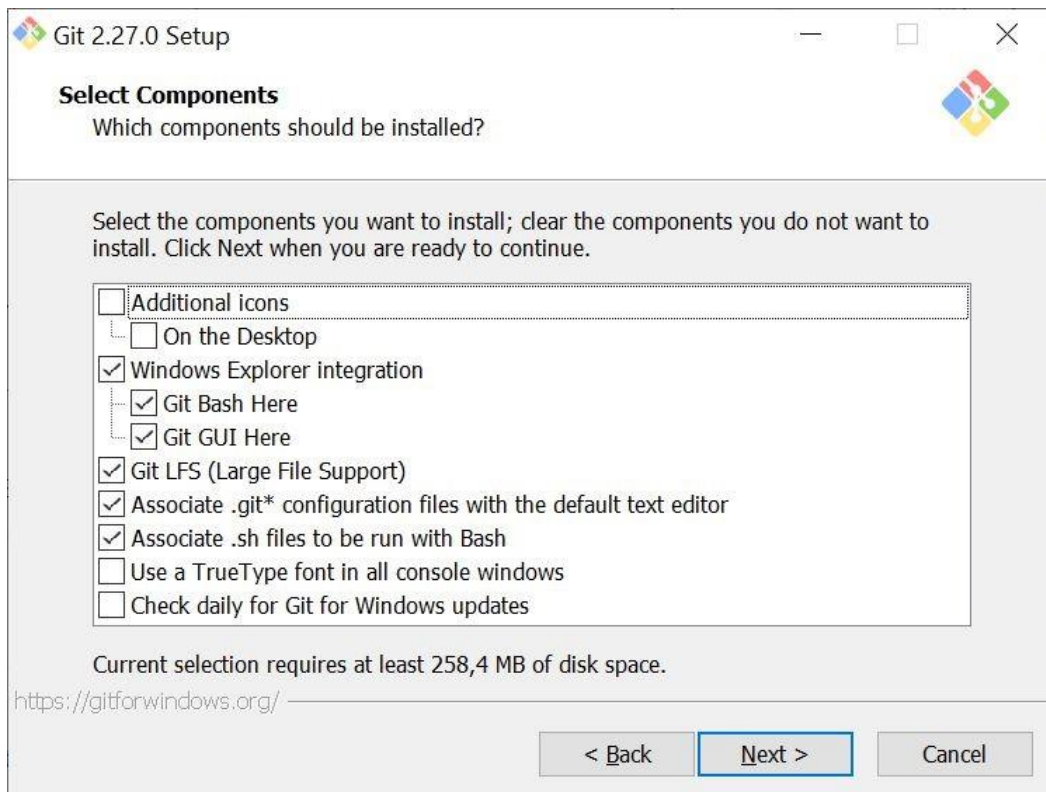 Git 2.27.0 Setup
Select Components
Which components should be installed?
Select the components you want to install; clear the components you do not want to
install. Click Next when you are ready to continue.
Additional icons
On the Desktop
Windows Explorer integration
Git Bash Here
Git GUI Here
Git LFS (Large File Support)
Associate .git* configuration files with the default text editor
Associate .sh files to be run with Bash
Use a TrueType font in all console windows
Check daily for Git for Windows updates
Current selection requires at least 258,4 MB of disk space.
https://gitforwindows.org/
< Back
Next >
Cancel